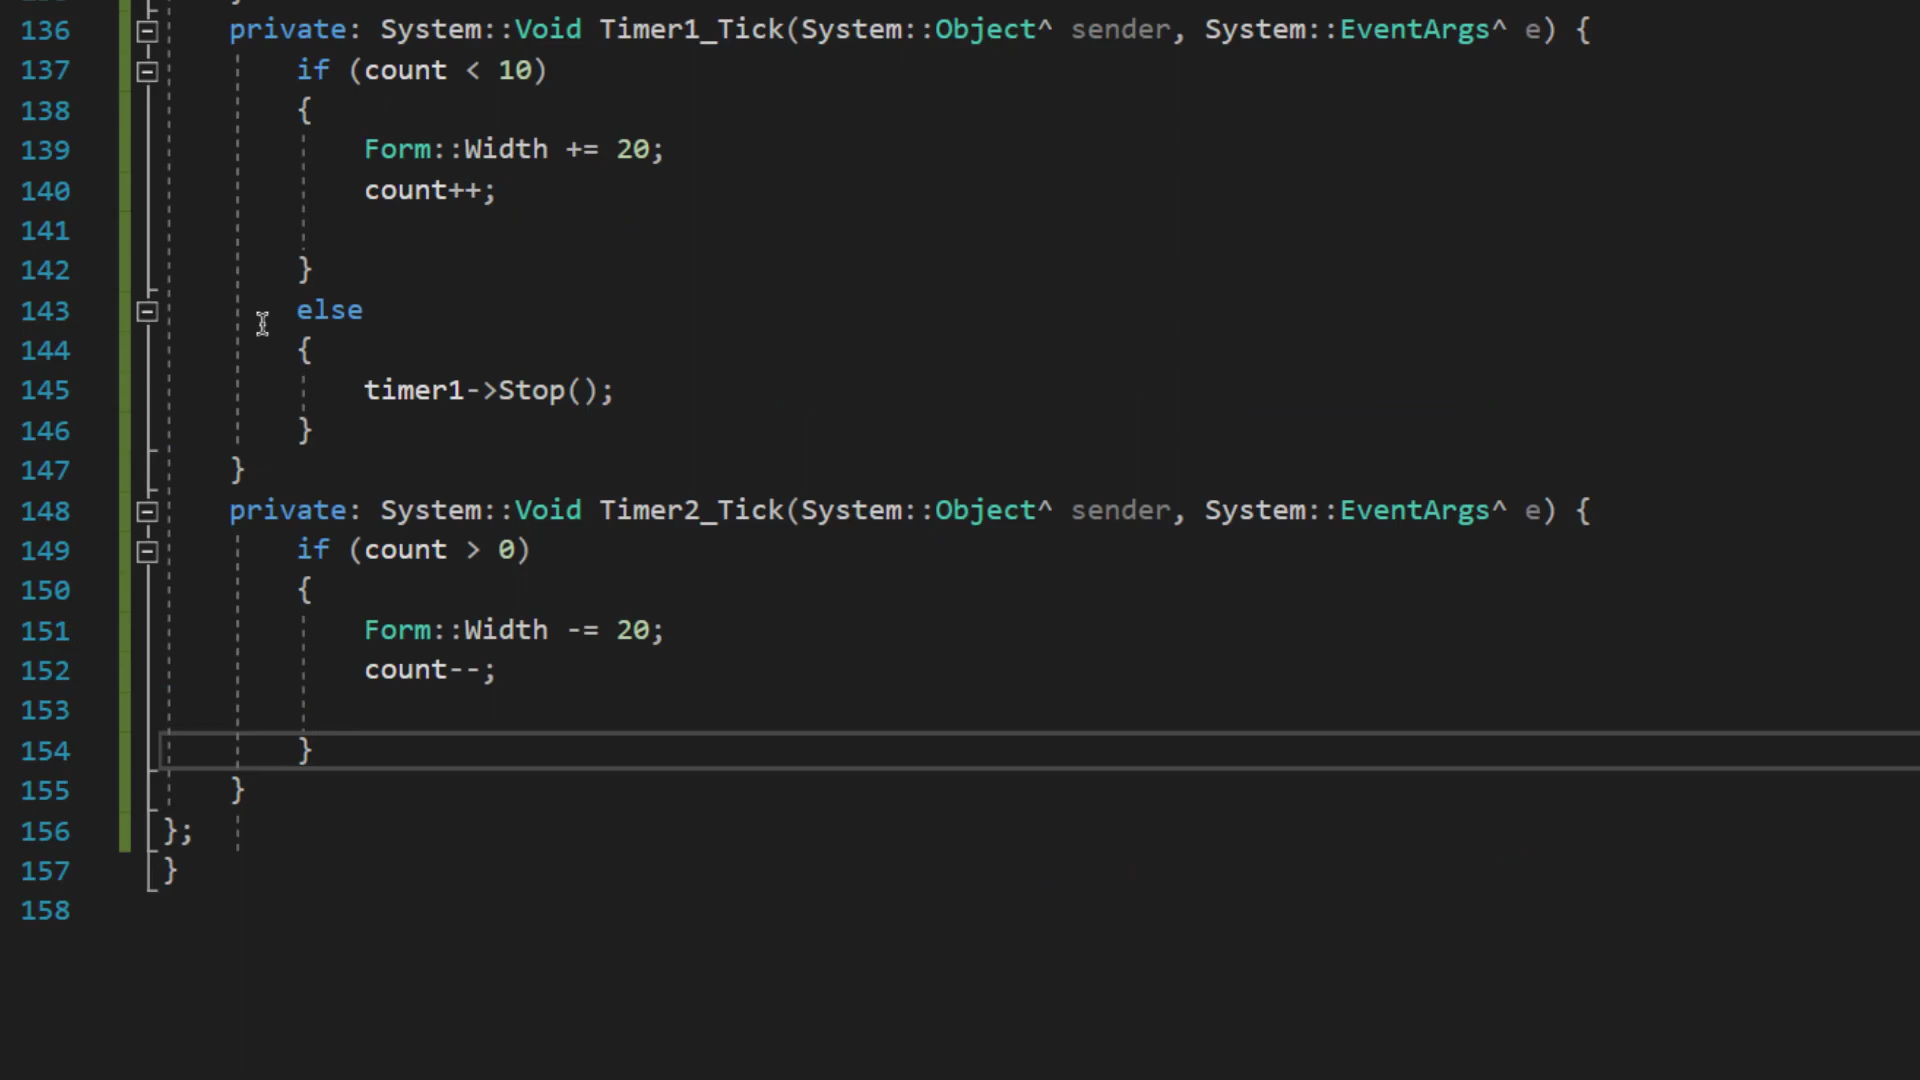 136 private: System::Void Timer1_Tick(System::Object^ sender, System::EventArgs^ e) {
137 if (count < 10)
138 {
139 Form::Width += 20;
140 count++;
141
142 }
143 else
144 {
145 timer1->Stop();
146 }
147 }
148 private: System::Void Timer2_Tick(System::Object^ sender, System::EventArgs^ e) {
149 if (count > 0)
150 {
151 Form::Width -= 20;
152 count--;
153
154 }
155 }
156 };
157 }
158